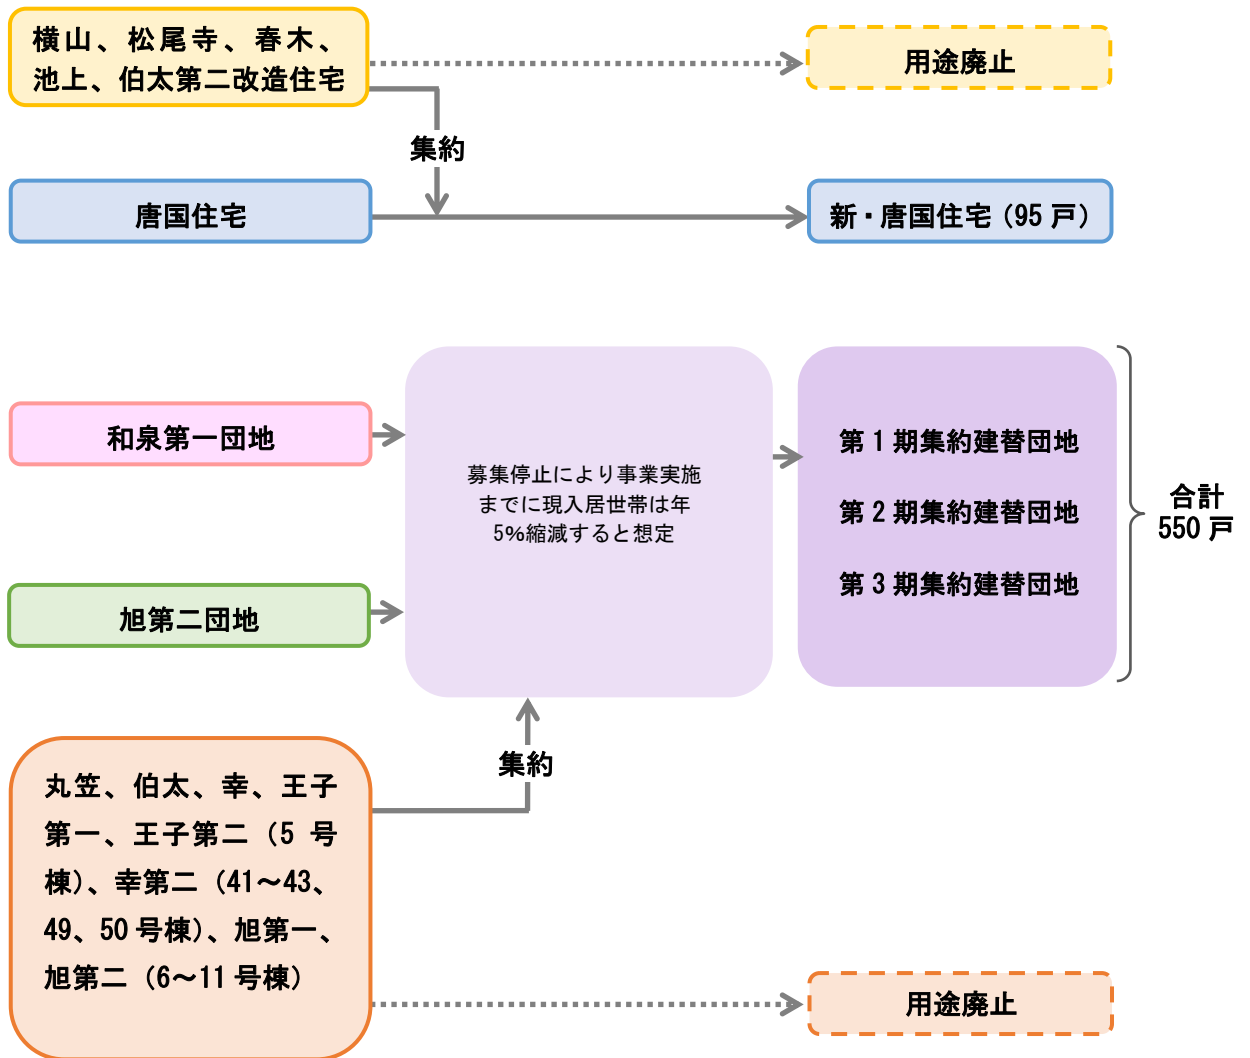 横山、松尾寺、春木、
池上、伯太第二改造住宅
用途廃止
集約
唐国住宅
新・唐国住宅（95 戸）
和泉第一団地
募集停止により事業実施
までに現入居世帯は年
5%縮減すると想定
第 1 期集約建替団地
第 2 期集約建替団地
第 3 期集約建替団地
合計
550 戸
旭第二団地
集約
丸笠、伯太、幸、王子
第一、王子第二（5 号
棟）、幸第二（41～43、
49、50 号棟）、旭第一、
旭第二（6～11 号棟）
用途廃止